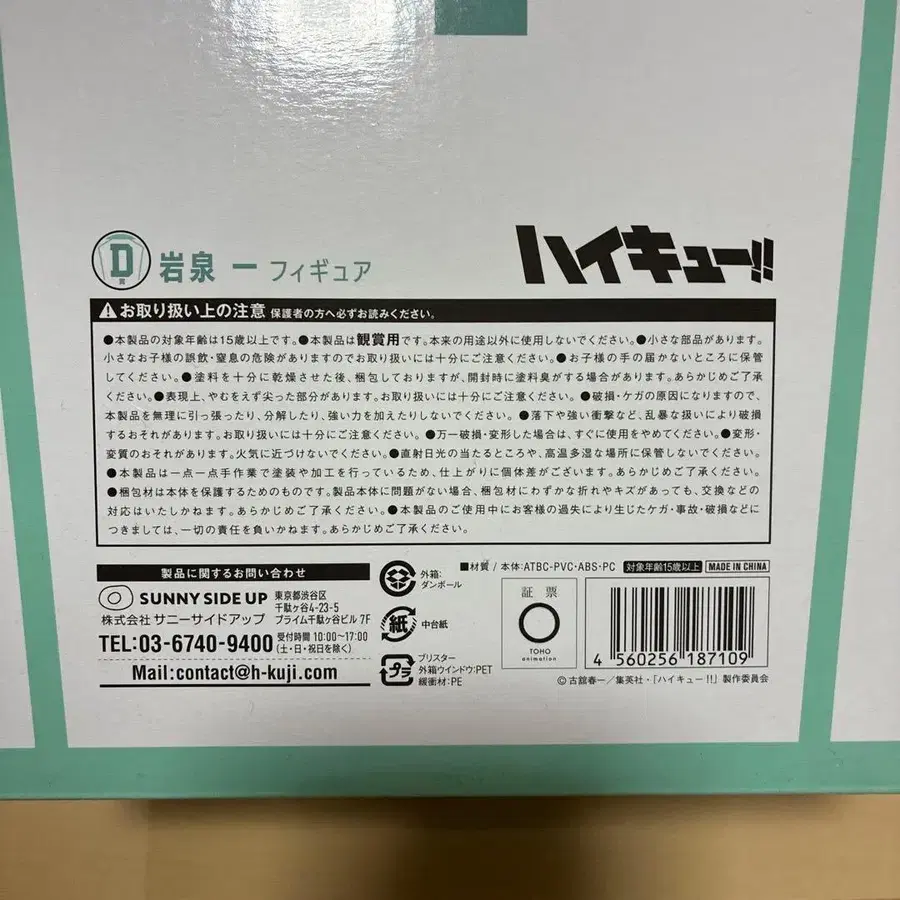 D賞 岩泉 一 フィギュア
ハイキュー!!
お取り扱い上の注意 保護者の方へ必ずお読みください。
●本製品の対象年齢は15歳以上です。●本製品は観賞用です。本来の用途以外に使用しないでください。●小さな部品があります。
小さなお子様の誤飲・窒息の危険がありますのでお取り扱いには十分にご注意ください。●お子様の手の届かないところに保管
してください。●塗料を十分に乾燥させた後、梱包しておりますが、開封時に塗料臭がする場合があります。あらかじめご了承
ください。●表現上、やむをえず尖った部分があります。お取り扱いには十分にご注意ください。●破損・ケガの原因になりますので、
本製品を無理に引っ張ったり、分解したり、強い力を加えたりしないでください。●落下や強い衝撃など、乱暴な扱いにより破損
するおそれがあります。お取り扱いには十分にご注意ください。●万一破損・変形した場合は、すぐに使用をやめてください。●変形・
変質のおそれがあります。火気に近づけないでください。●直射日光の当たるところや、高温多湿な場所に保管しないでください。
●本製品は一点一点手作業で塗装や加工を行っているため、仕上がりに個体差がございます。あらかじめご了承ください。
●梱包材は本体を保護するためのものです。製品本体に問題がない場合、梱包材にわずかな折れやキズがあっても、交換などの
対応はいたしかねます。あらかじめご了承ください。●本製品のご使用中にお客様の過失により生じたケガ・事故・破損などに
つきましては、一切の責任を負いかねます。あらかじめご了承ください。
製品に関するお問い合わせ
SUNNY SIDE UP
株式会社 サニーサイドアップ
東京都渋谷区
千駄ヶ谷4-23-5
プライム千駄ヶ谷ビル 7F
TEL:03-6740-9400 受付時間 10:00〜17:00
(土・日・祝日を除く)
Mail:contact@h-kuji.com
外箱:
ダンボール
紙 中台紙
プラ ブリスター
外箱ウインドウ:PET
緩衝材:PE
■材質 / 本体:ATBC-PVC・ABS・PC 対象年齢15歳以上 MADE IN CHINA
証票
TOHO
animation
4 560256 187109
©古舘春一／集英社・「ハイキュー!!」製作委員会